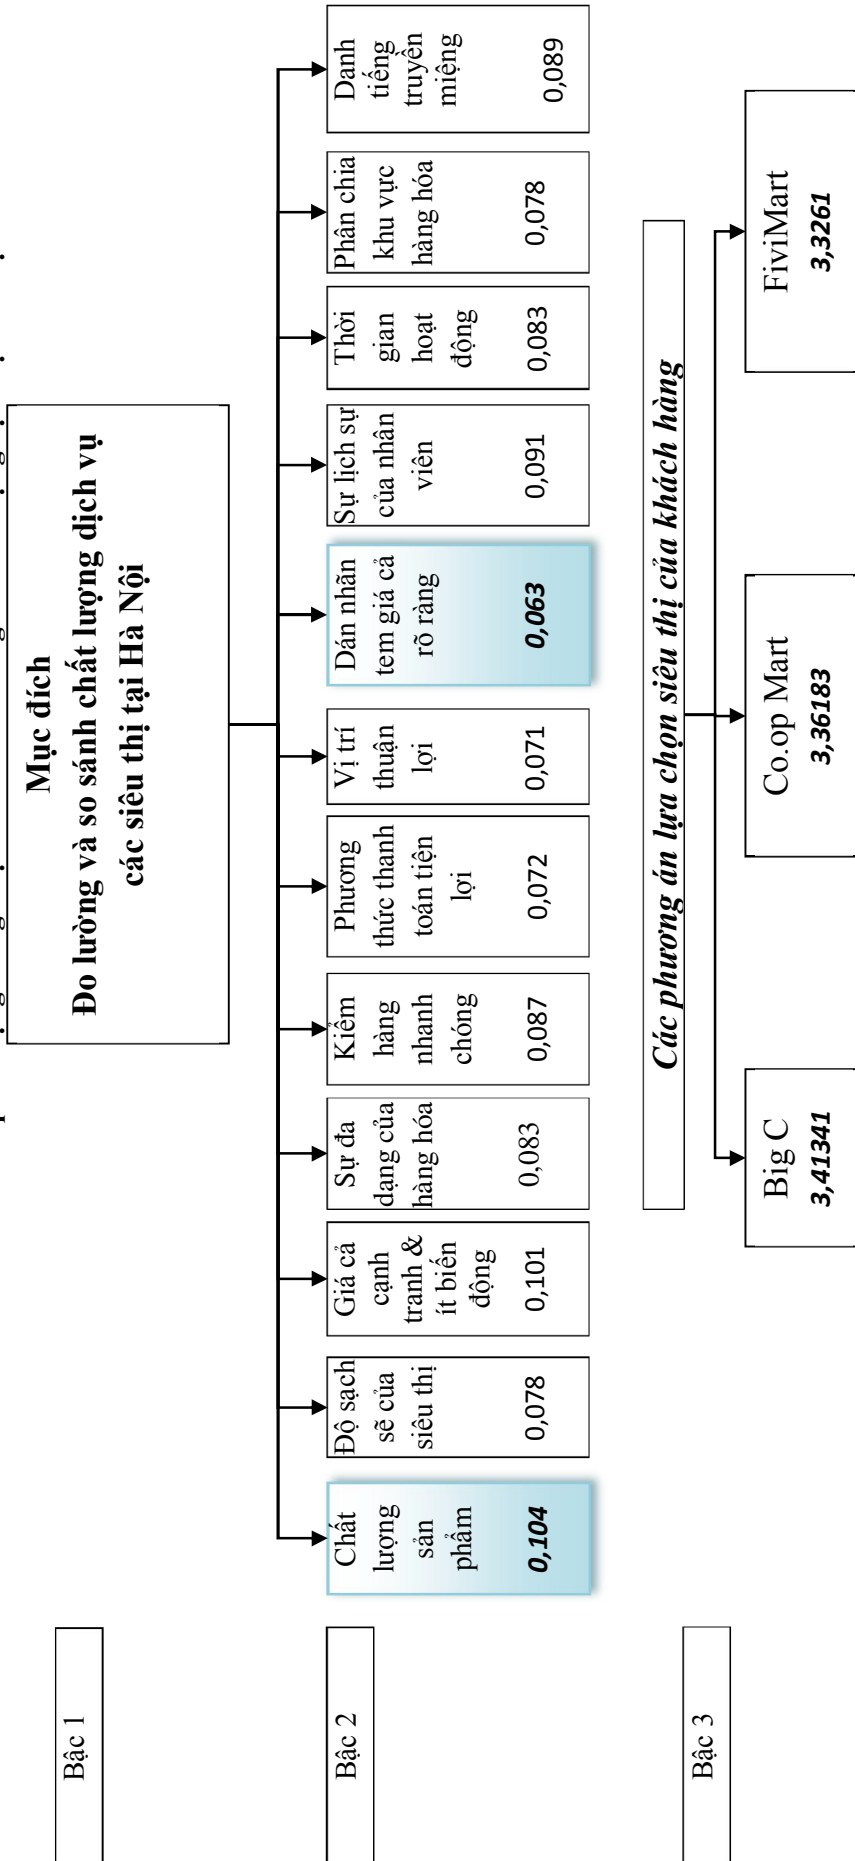 Mục đích
Đo lường và so sánh chất lượng dịch vụ
các siêu thị tại Hà Nội
Bậc 1
Bậc 2
Chất
lượng
sản
phẩm
0,104
Độ sạch
sẽ của
siêu thị
0,078
Giá cả
cạnh
tranh &
ít biến
động
0,101
Sự đa
dạng của
hàng hóa
0,083
Kiểm
hàng
nhanh
chóng
0,087
Phương
thức thanh
toán tiện
lợi
0,072
Vị trí
thuận
lợi
0,071
Dán nhãn
tem giá cả
rõ ràng
0,063
Sự lịch sự
của nhân
viên
0,091
Thời
gian
hoạt
động
0,083
Phân chia
khu vực
hàng hóa
0,078
Danh
tiếng
truyền
miệng
0,089
Các phương án lựa chọn siêu thị của khách hàng
Bậc 3
Big C
3,41341
Co.op Mart
3,36183
FiviMart
3,3261